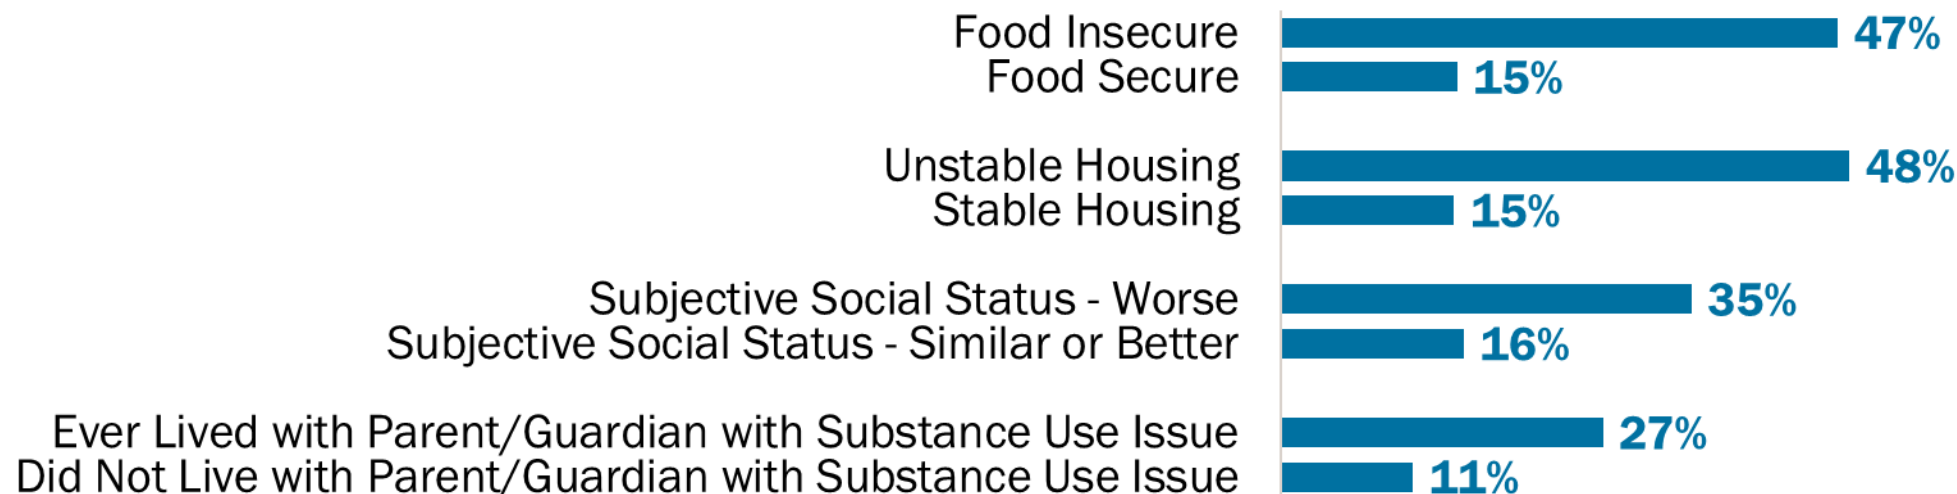 Food Insecure 47%
Food Secure 15%
Unstable Housing 48%
Stable Housing 15%
Subjective Social Status - Worse 35%
Subjective Social Status - Similar or Better 16%
Ever Lived with Parent/Guardian with Substance Use Issue 27%
Did Not Live with Parent/Guardian with Substance Use Issue 11%